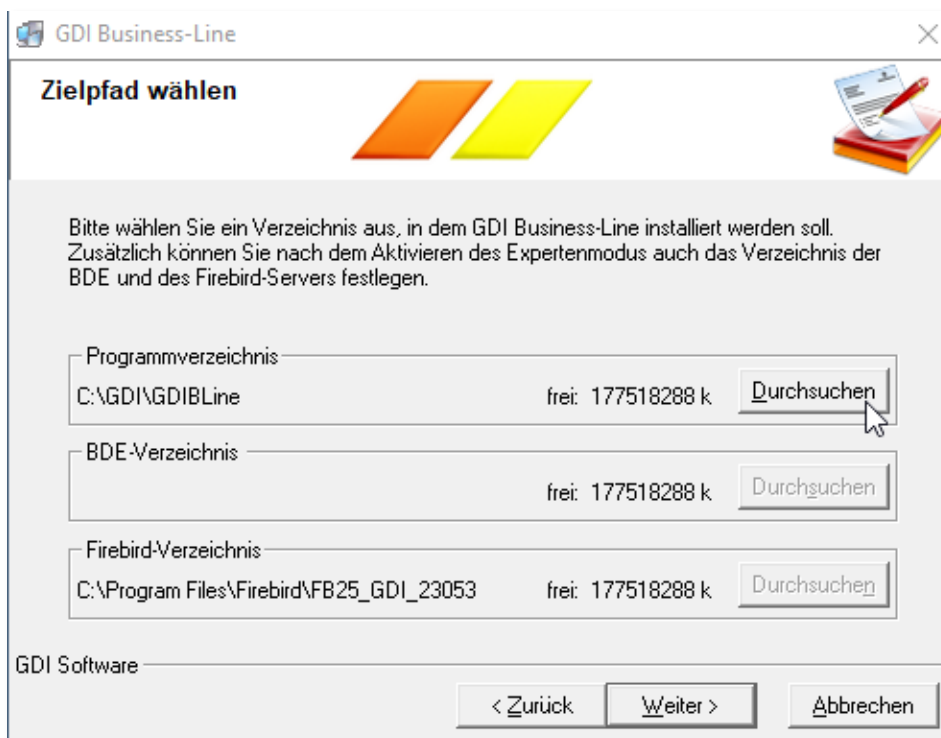 GDI Business-Line
Zielpfad wählen
Bitte wählen Sie ein Verzeichnis aus, in dem GDI Business-Line installiert werden soll.
Zusätzlich können Sie nach dem Aktivieren des Expertenmodus auch das Verzeichnis der
BDE und des Firebird-Servers festlegen.
Programmverzeichnis
C:\GDI\GDIBLine frei: 177518288 k Durchsuchen
BDE-Verzeichnis
frei: 177518288 k Durchsuchen
Firebird-Verzeichnis
C:\Program Files\Firebird\FB25_GDI_23053 frei: 177518288 k Durchsuchen
GDI Software
< Zurück Weiter > Abbrechen